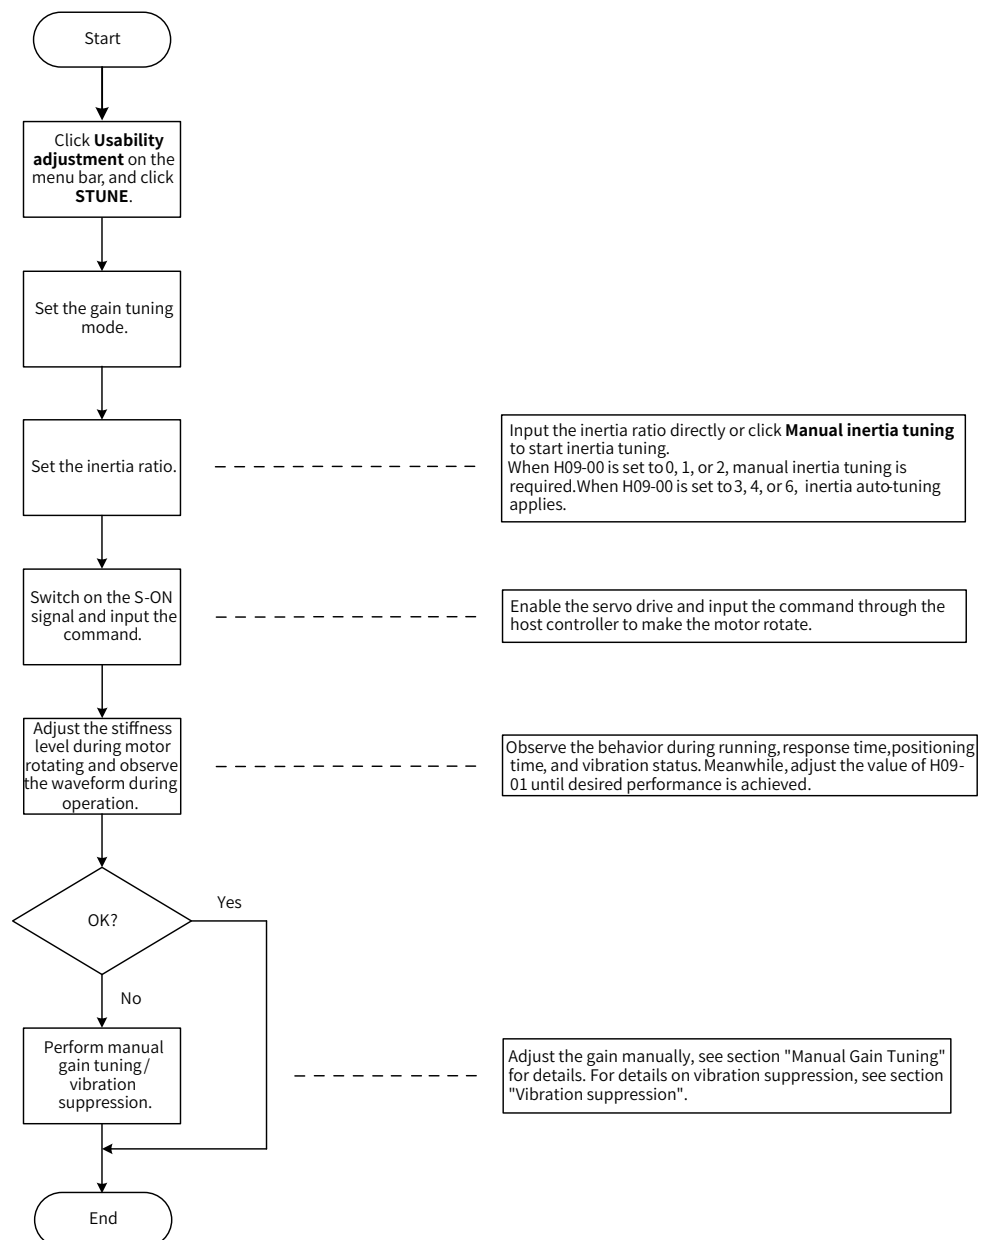 Start
Click Usability
adjustment on the
menu bar, and click
STUNE.
Set the gain tuning
mode.
Set the inertia ratio.
Input the inertia ratio directly or click Manual inertia tuning
to start inertia tuning.
When H09-00 is set to 0, 1, or 2, manual inertia tuning is
required.When H09-00 is set to 3, 4, or 6, inertia auto-tuning
applies.
Switch on the S-ON
signal and input the
command.
Enable the servo drive and input the command through the
host controller to make the motor rotate.
Adjust the stiffness
level during motor
rotating and observe
the waveform during
operation.
Observe the behavior during running, response time, positioning
time, and vibration status. Meanwhile, adjust the value of H09-
01 until desired performance is achieved.
OK?
Yes
No
Perform manual
gain tuning/
vibration
suppression.
Adjust the gain manually, see section "Manual Gain Tuning"
for details. For details on vibration suppression, see section
"Vibration suppression".
End